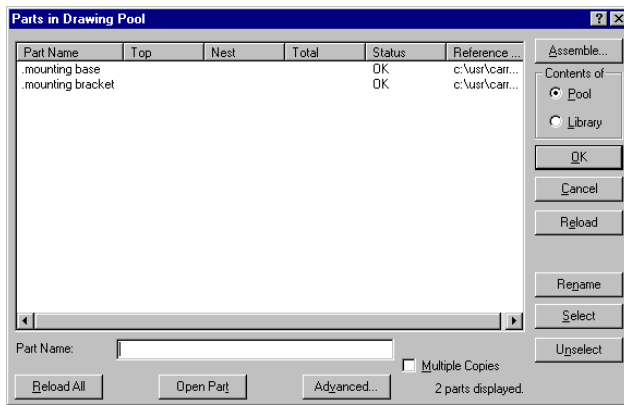 Parts in Drawing Pool
Part Name Top Nest Total Status Reference ...
.mounting base OK c:\usr\carr...
.mounting bracket OK c:\usr\carr...
Assemble...
Contents of
Pool
Library
OK
Cancel
Reload
Rename
Select
Unselect
Part Name:
Multiple Copies
Reload All Open Part Advanced... 2 parts displayed.